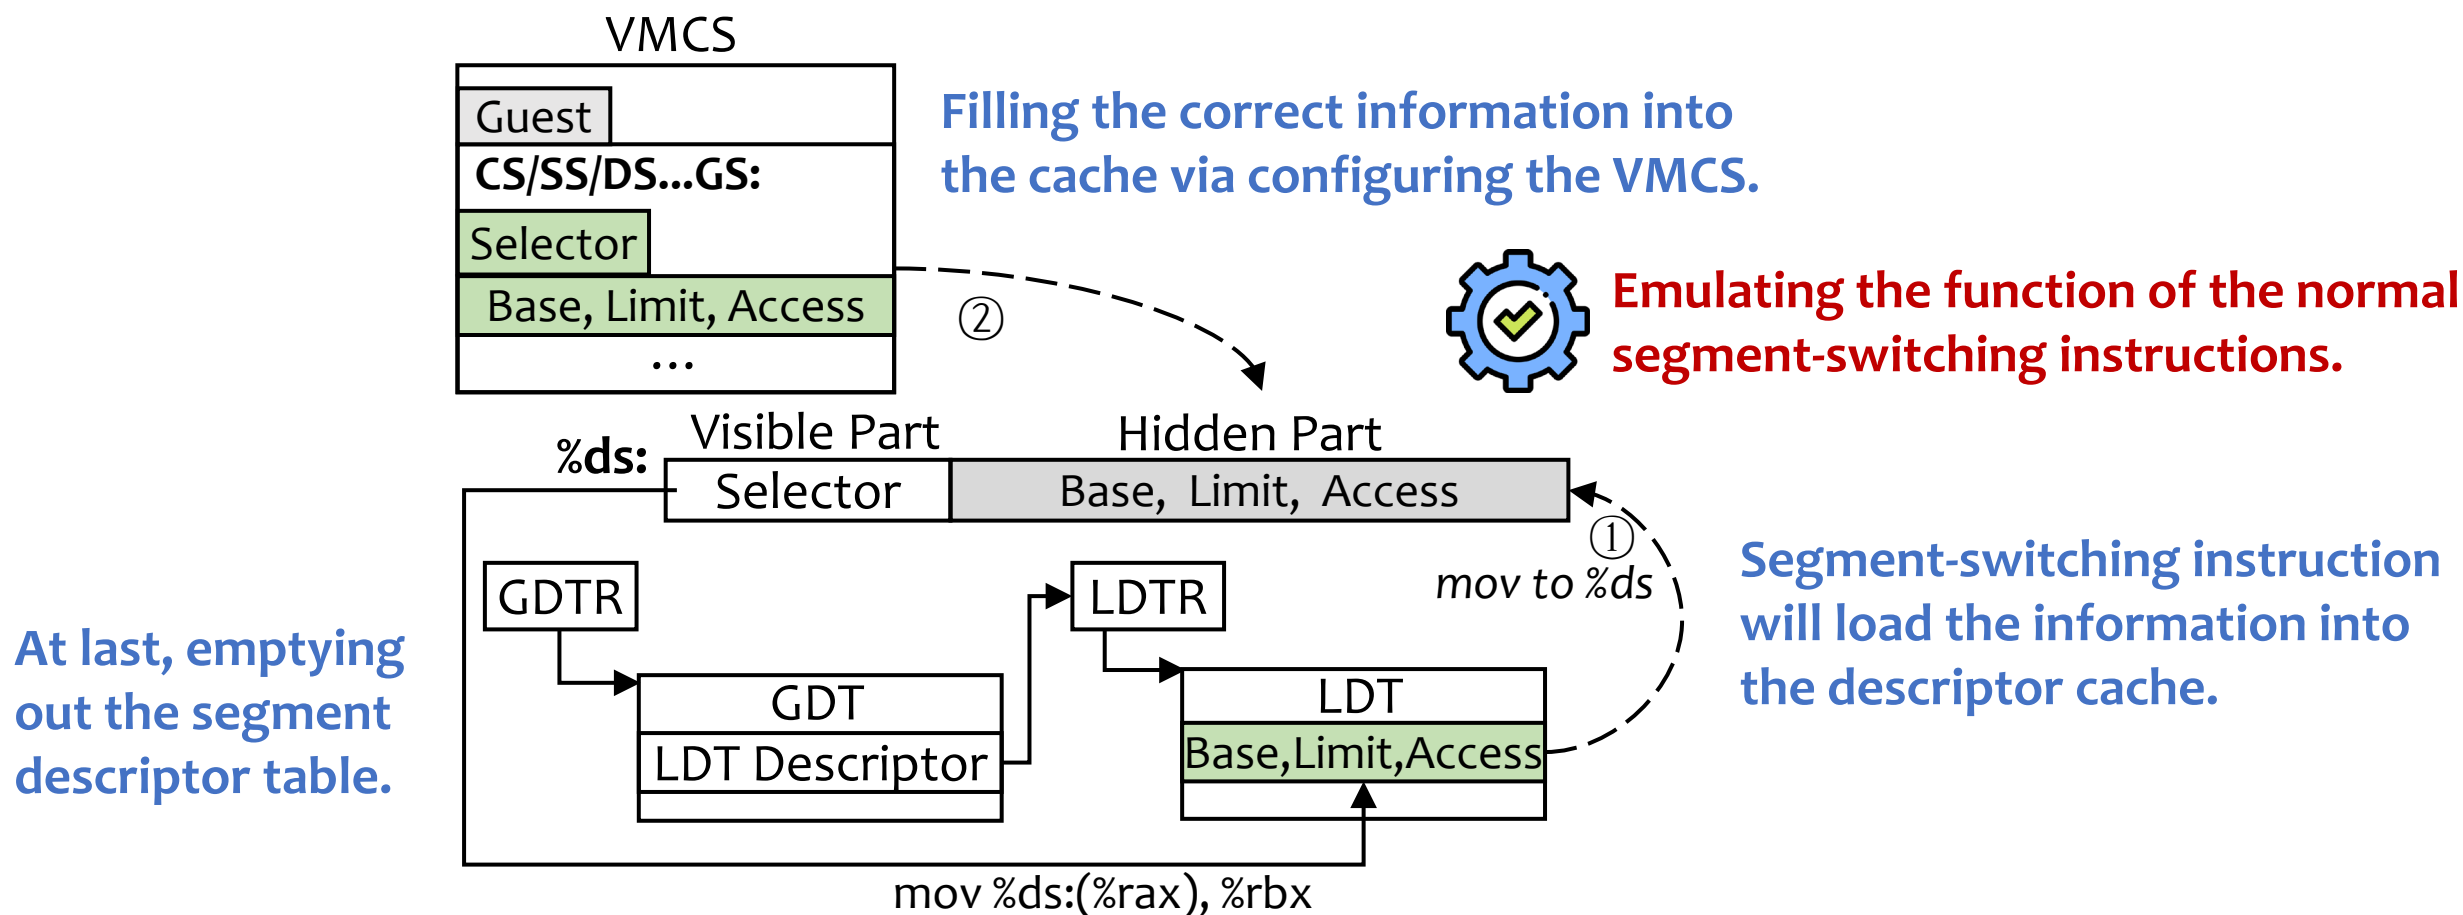 VMCS
Guest
CS/SS/DS...GS:
Selector
Base, Limit, Access
...
Filling the correct information into
the cache via configuring the VMCS.
②
Emulating the function of the normal
segment-switching instructions.
Visible Part
Hidden Part
%ds:
Selector
Base, Limit, Access
①
mov to %ds
Segment-switching instruction
will load the information into
the descriptor cache.
GDTR
LDTR
At last, emptying
out the segment
descriptor table.
GDT
LDT Descriptor
LDT
Base,Limit,Access
mov %ds:(%rax), %rbx